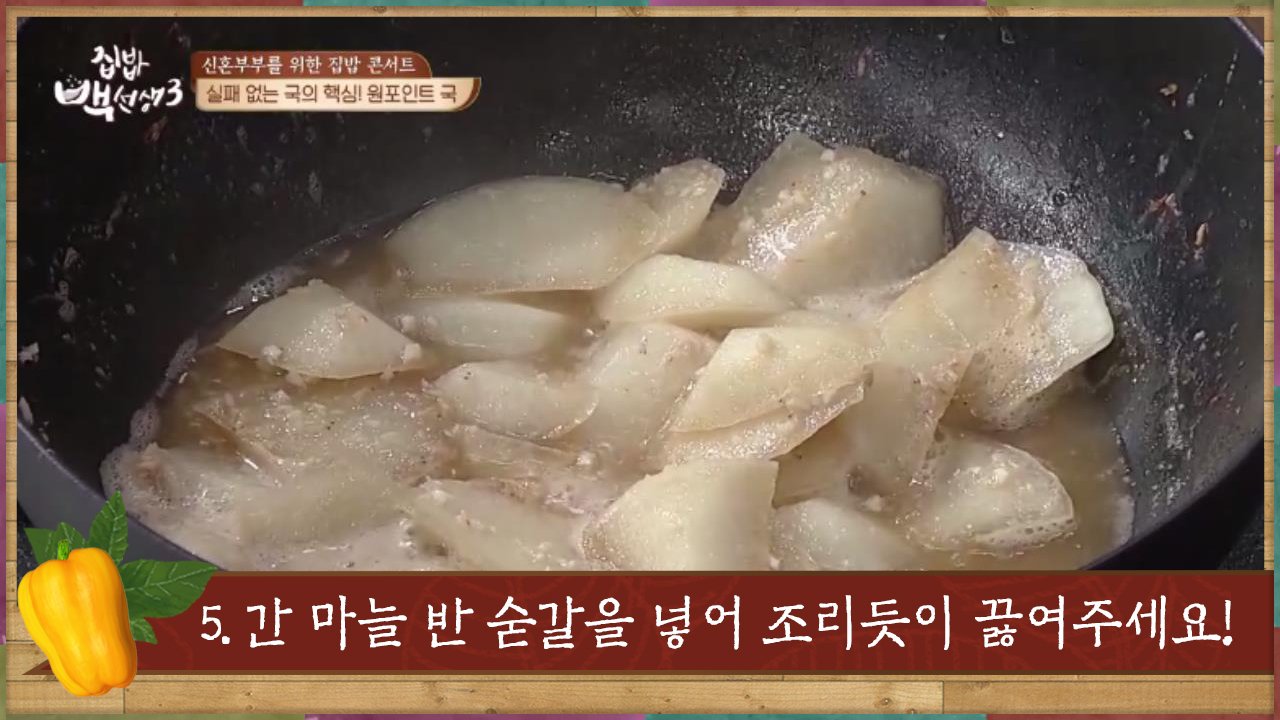 집밥
백선생3
신혼부부를 위한 집밥 콘서트
실패 없는 국의 핵심! 원포인트 국
5. 간 마늘 반 숟갈을 넣어 조리듯이 끓여주세요!